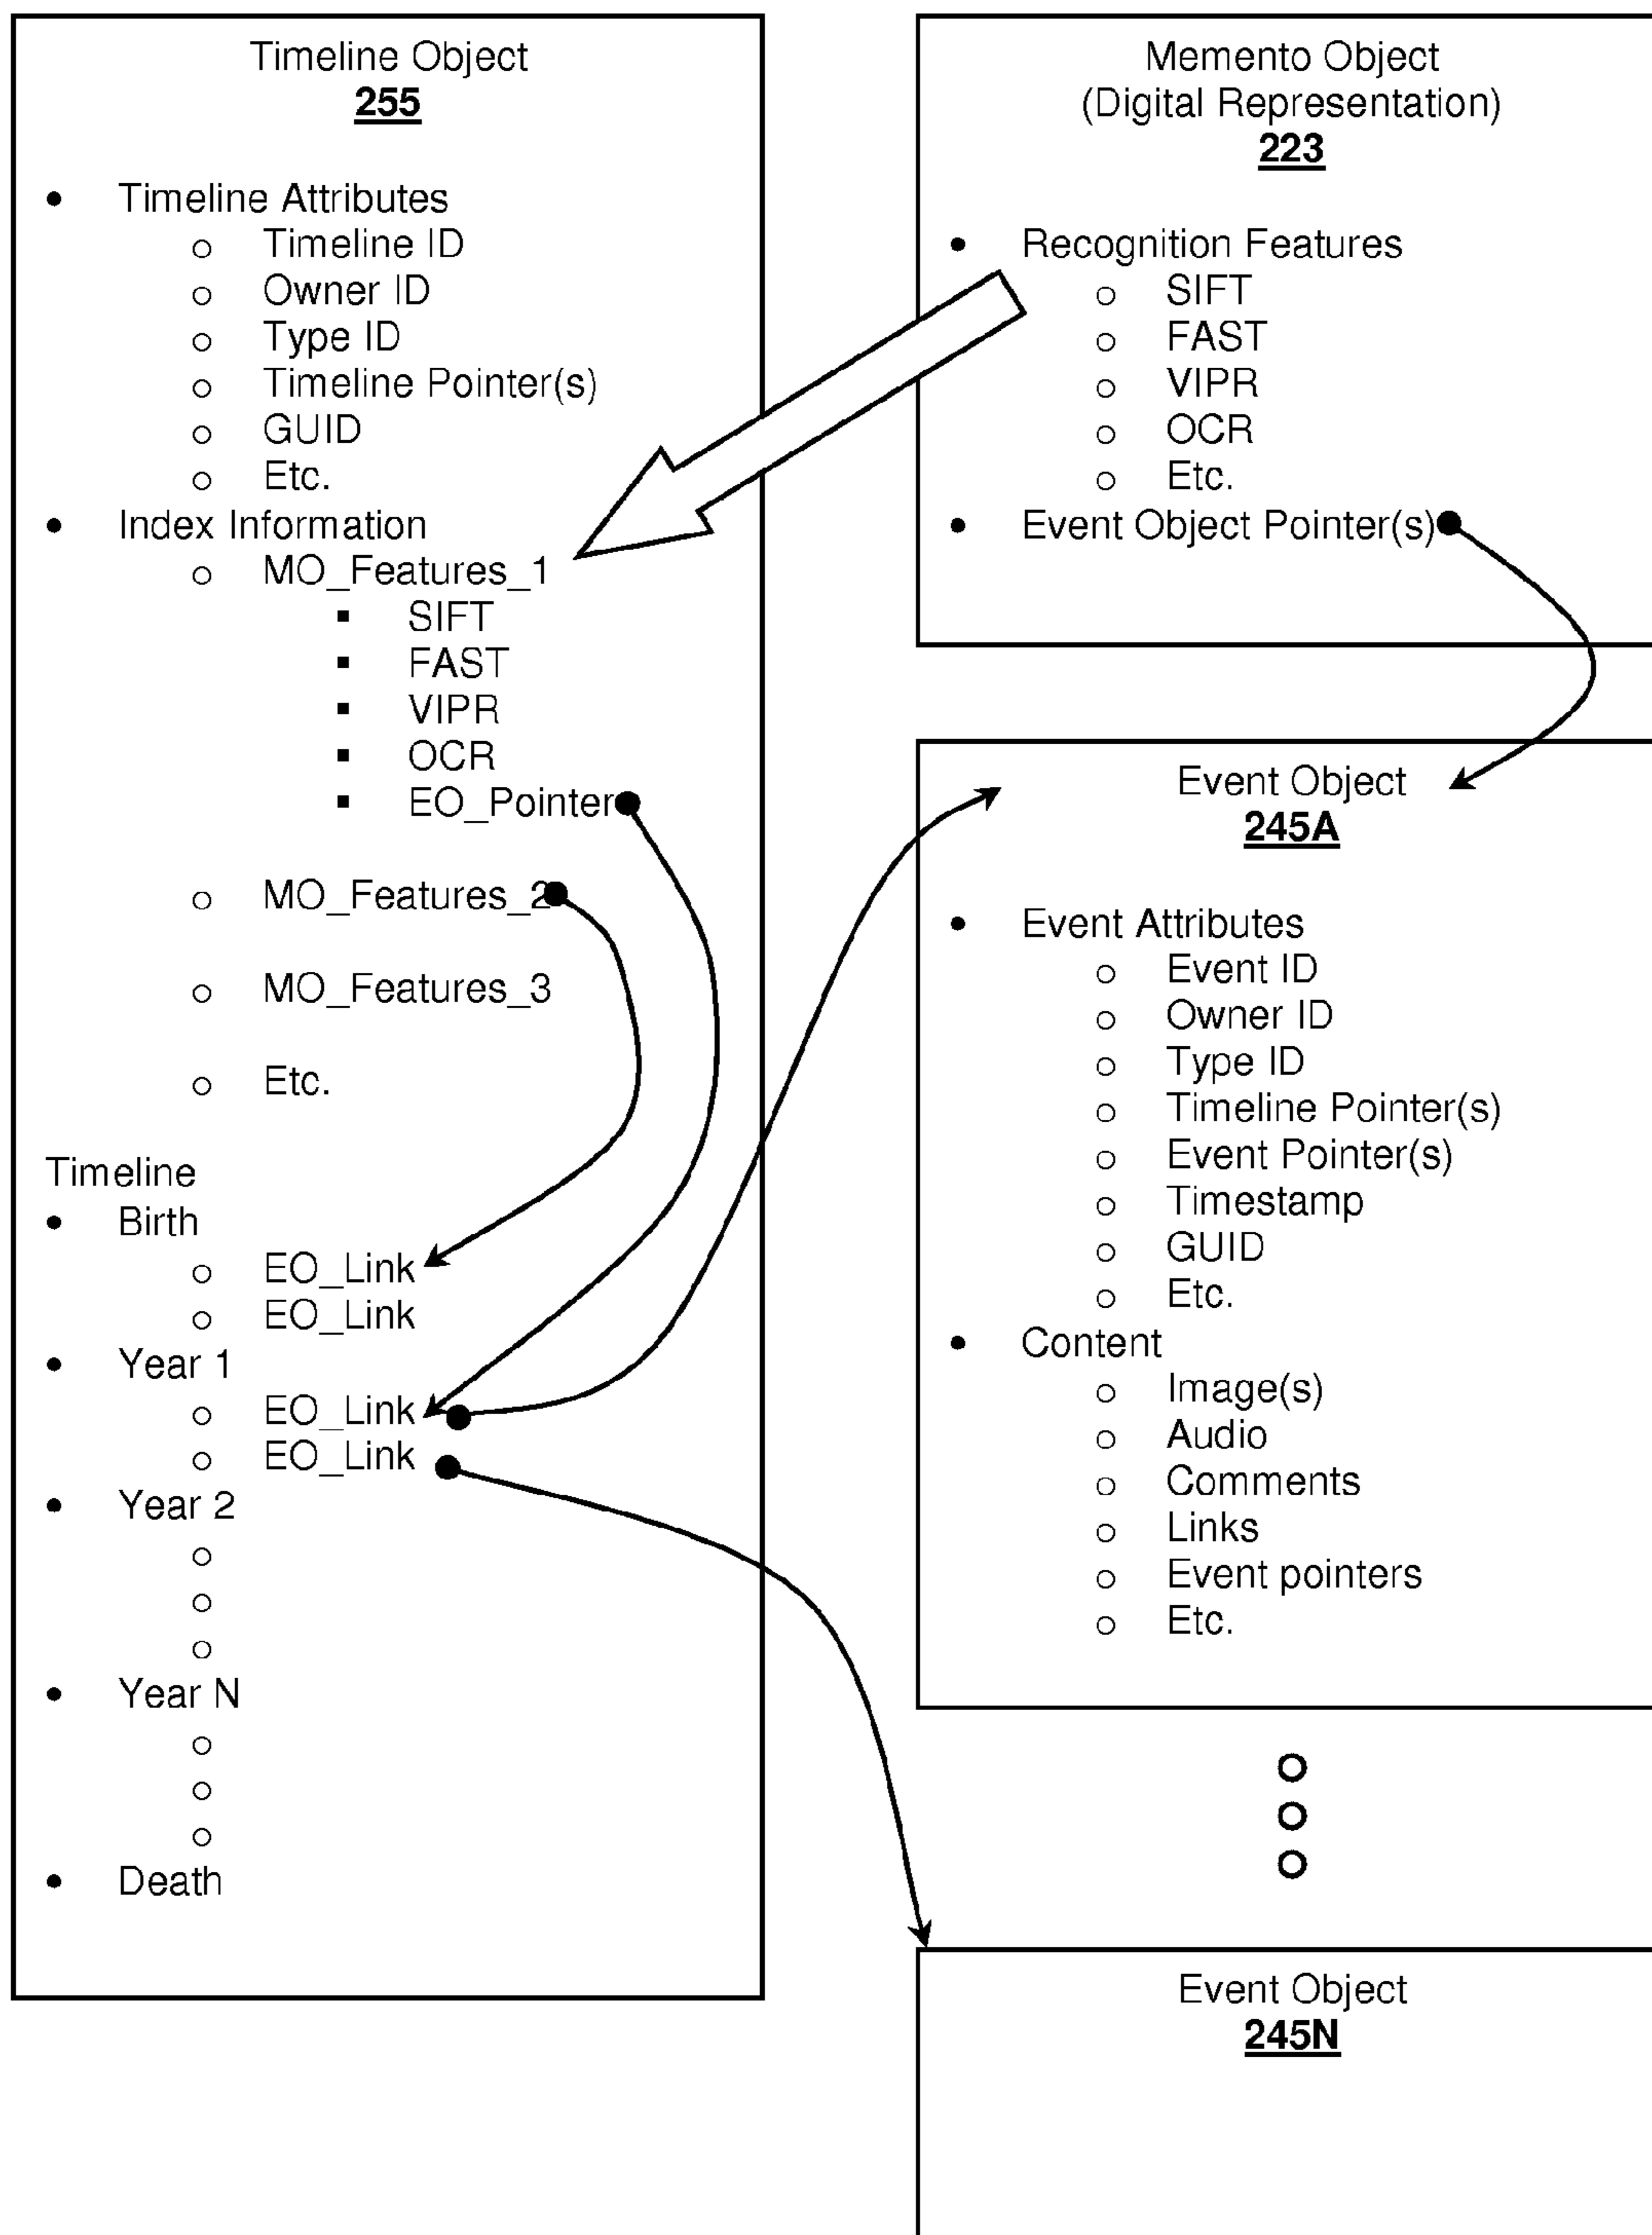 Timeline Object
255
Timeline Attributes
Timeline ID
Owner ID
Type ID
Timeline Pointer(s)
GUID
Etc.
Index Information
MO_Features_1
SIFT
FAST
VIPR
OCR
EO_Pointer
MO_Features_2
MO_Features_3
Etc.
Timeline
Birth
EO_Link
EO_Link
Year 1
EO_Link
EO_Link
Year 2
Year N
Death
Memento Object
(Digital Representation)
223
Recognition Features
SIFT
FAST
VIPR
OCR
Etc.
Event Object Pointer(s)
Event Object
245A
Event Attributes
Event ID
Owner ID
Type ID
Timeline Pointer(s)
Event Pointer(s)
Timestamp
GUID
Etc.
Content
Image(s)
Audio
Comments
Links
Event pointers
Etc.
Event Object
245N